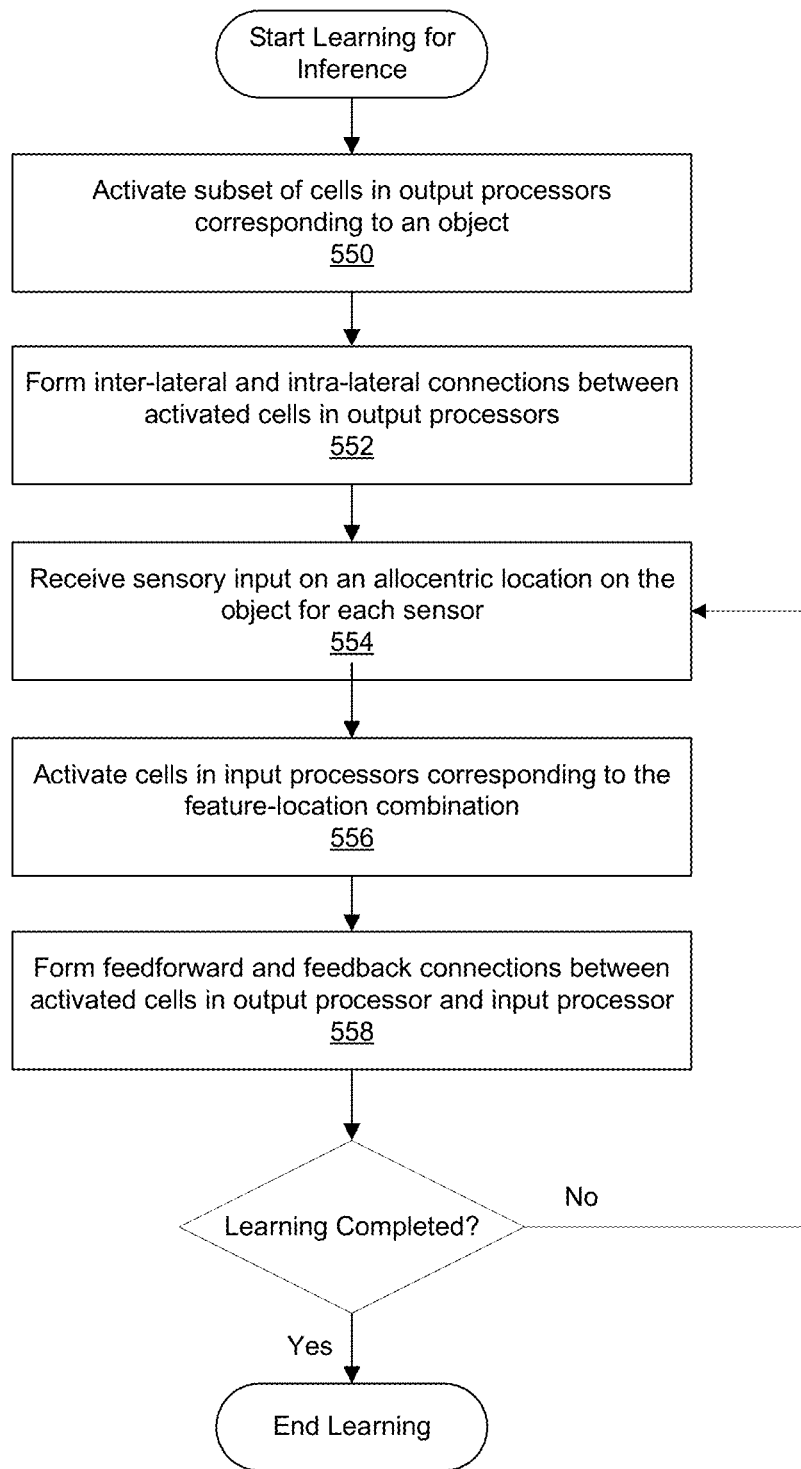 Start Learning for
Inference
Activate subset of cells in output processors
corresponding to an object
550
Form inter-lateral and intra-lateral connections between
activated cells in output processors
552
Receive sensory input on an allocentric location on the
object for each sensor
554
Activate cells in input processors corresponding to the
feature-location combination
556
Form feedforward and feedback connections between
activated cells in output processor and input processor
558
Learning Completed?
No
Yes
End Learning